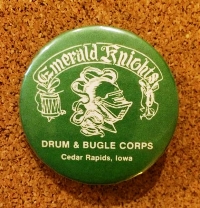 Emerald Knights
DRUM & BUGLE CORPS
Cedar Rapids, Iowa